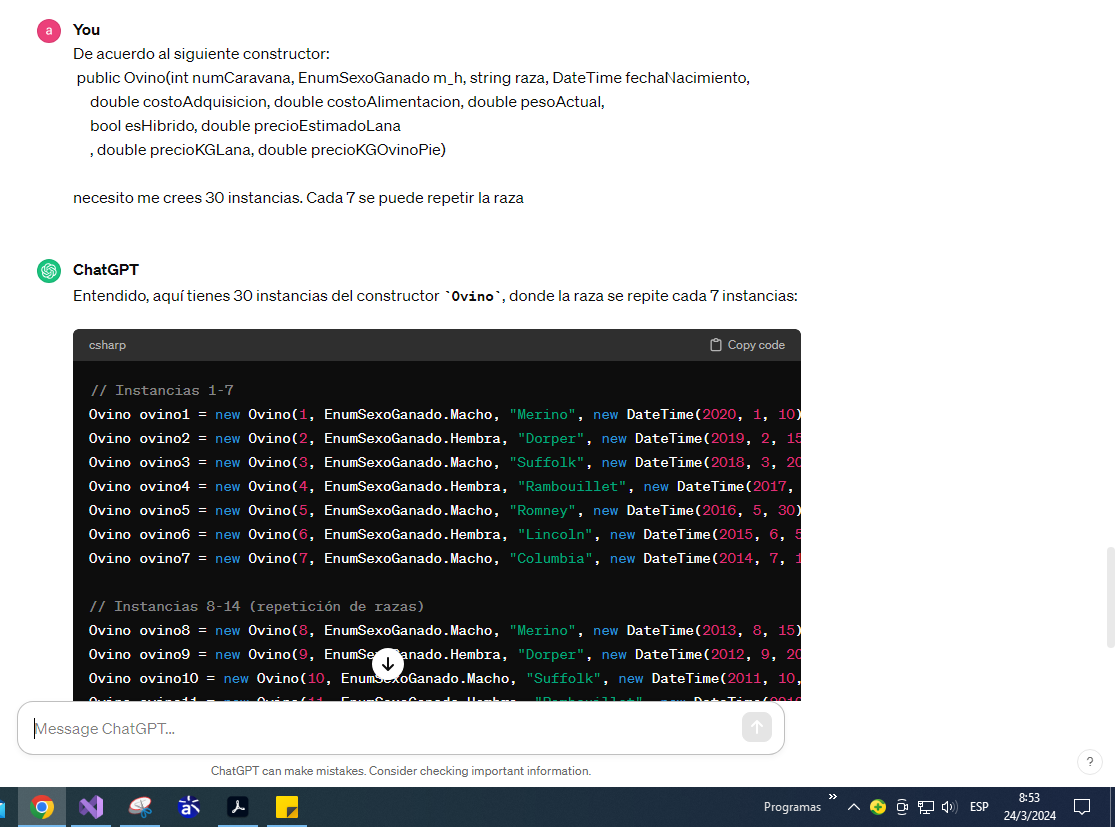 a
You
De acuerdo al siguiente constructor:
public Ovino(int numCaravana, EnumSexoGanado m_h, string raza, DateTime fechaNacimiento,
double costoAdquisicion, double costoAlimentacion, double pesoActual,
bool esHibrido, double precioEstimadoLana
, double precioKGLana, double precioKGOvinoPie)
necesito me crees 30 instancias. Cada 7 se puede repetir la raza
ChatGPT
Entendido, aquí tienes 30 instancias del constructor `Ovino`, donde la raza se repite cada 7 instancias:
csharp Copy code
// Instancias 1-7
Ovino ovino1 = new Ovino(1, EnumSexoGanado.Macho, "Merino", new DateTime(2020, 1, 10)
Ovino ovino2 = new Ovino(2, EnumSexoGanado.Hembra, "Dorper", new DateTime(2019, 2, 15
Ovino ovino3 = new Ovino(3, EnumSexoGanado.Macho, "Suffolk", new DateTime(2018, 3, 20
Ovino ovino4 = new Ovino(4, EnumSexoGanado.Hembra, "Rambouillet", new DateTime(2017,
Ovino ovino5 = new Ovino(5, EnumSexoGanado.Macho, "Romney", new DateTime(2016, 5, 30)
Ovino ovino6 = new Ovino(6, EnumSexoGanado.Hembra, "Lincoln", new DateTime(2015, 6, 5
Ovino ovino7 = new Ovino(7, EnumSexoGanado.Macho, "Columbia", new DateTime(2014, 7, 1
// Instancias 8-14 (repetición de razas)
Ovino ovino8 = new Ovino(8, EnumSexoGanado.Macho, "Merino", new DateTime(2013, 8, 15)
Ovino ovino9 = new Ovino(9, EnumSe anado.Hembra, "Dorper", new DateTime(2012, 9, 20
Ovino ovino10 = new Ovino(10, EnumSexoGanado.Macho, "Suffolk", new DateTime(2011, 10,
Message ChatGPT...
ChatGPT can make mistakes. Consider checking important information.
?
Programas » ESP 8:53
24/3/2024